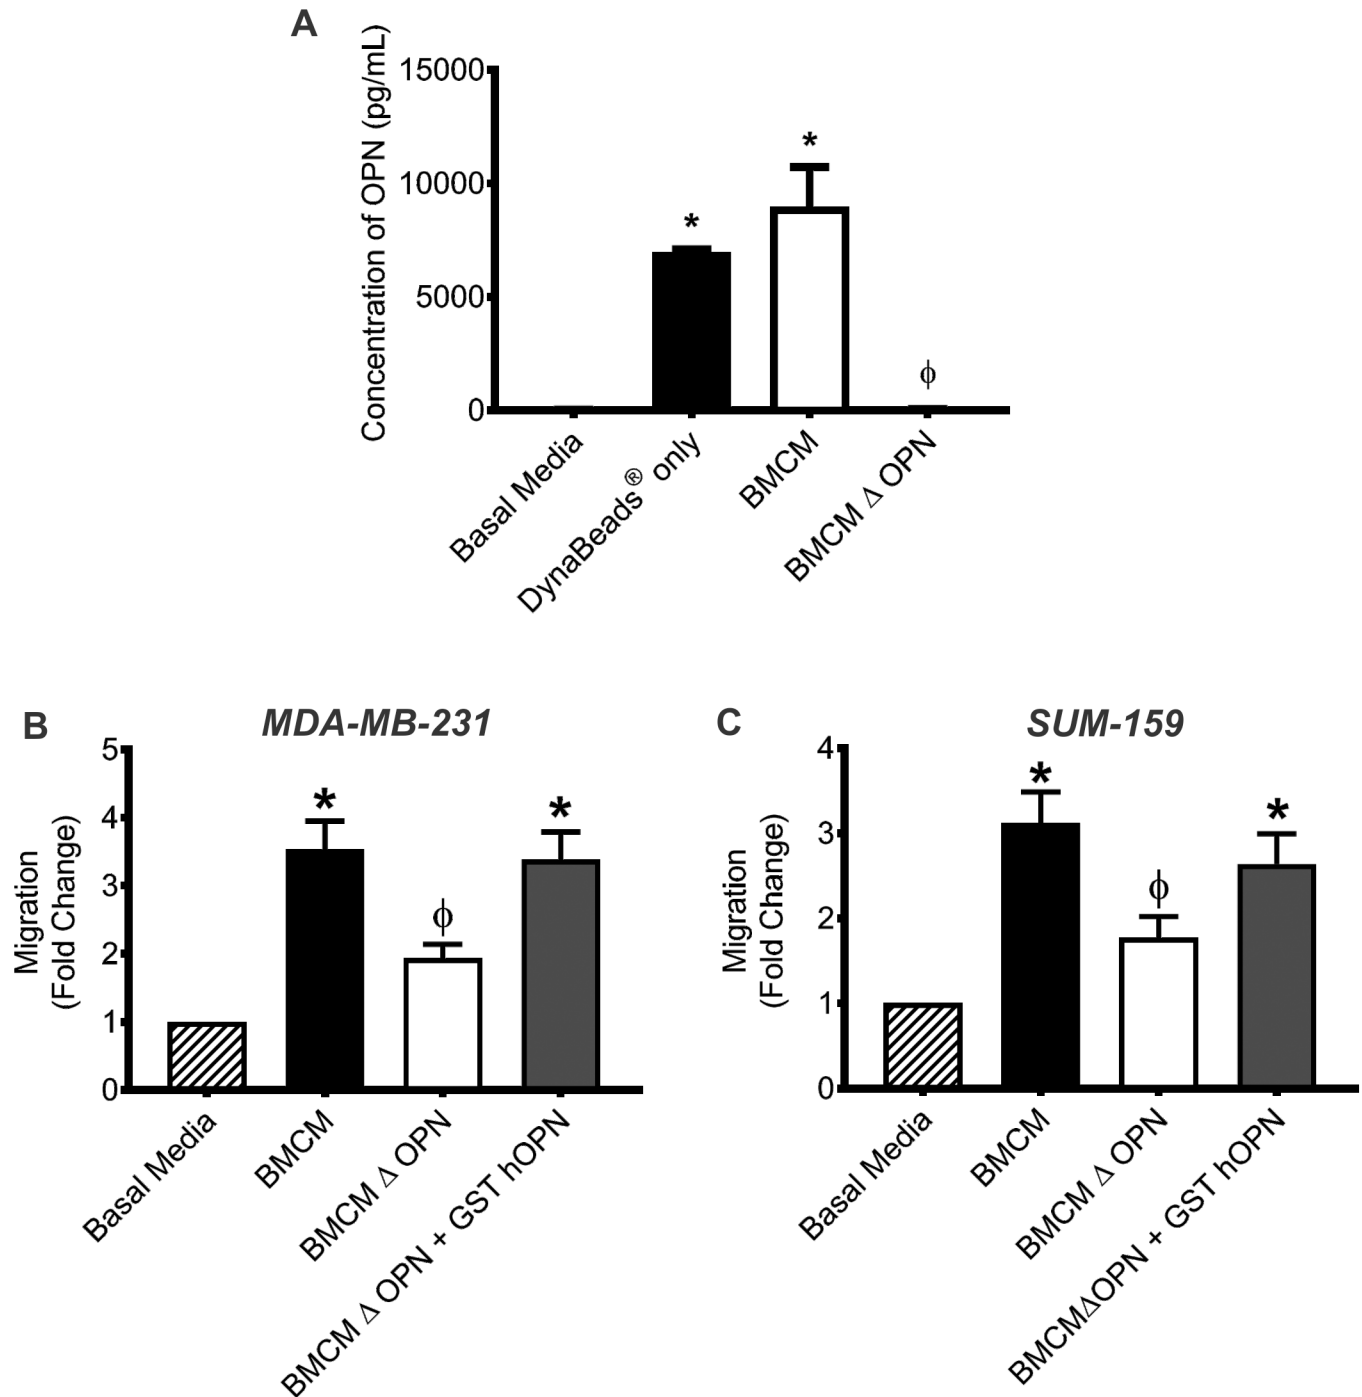 A
Concentration of OPN (pg/mL)
15000
10000
5000
0
*
*
ϕ
Basal Media
DynaBeads® only
BMCM
BMCM Δ OPN
B
MDA-MB-231
Migration
(Fold Change)
5
4
3
2
1
0
*
ϕ
*
Basal Media
BMCM
BMCM Δ OPN
BMCM Δ OPN + GST hOPN
C
SUM-159
Migration
(Fold Change)
4
3
2
1
0
*
ϕ
*
Basal Media
BMCM
BMCM Δ OPN
BMCMΔOPN + GST hOPN